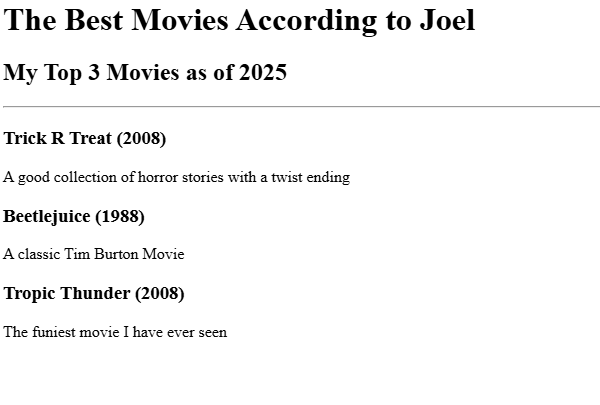 The Best Movies According to Joel
My Top 3 Movies as of 2025
Trick R Treat (2008)
A good collection of horror stories with a twist ending
Beetlejuice (1988)
A classic Tim Burton Movie
Tropic Thunder (2008)
The funiest movie I have ever seen